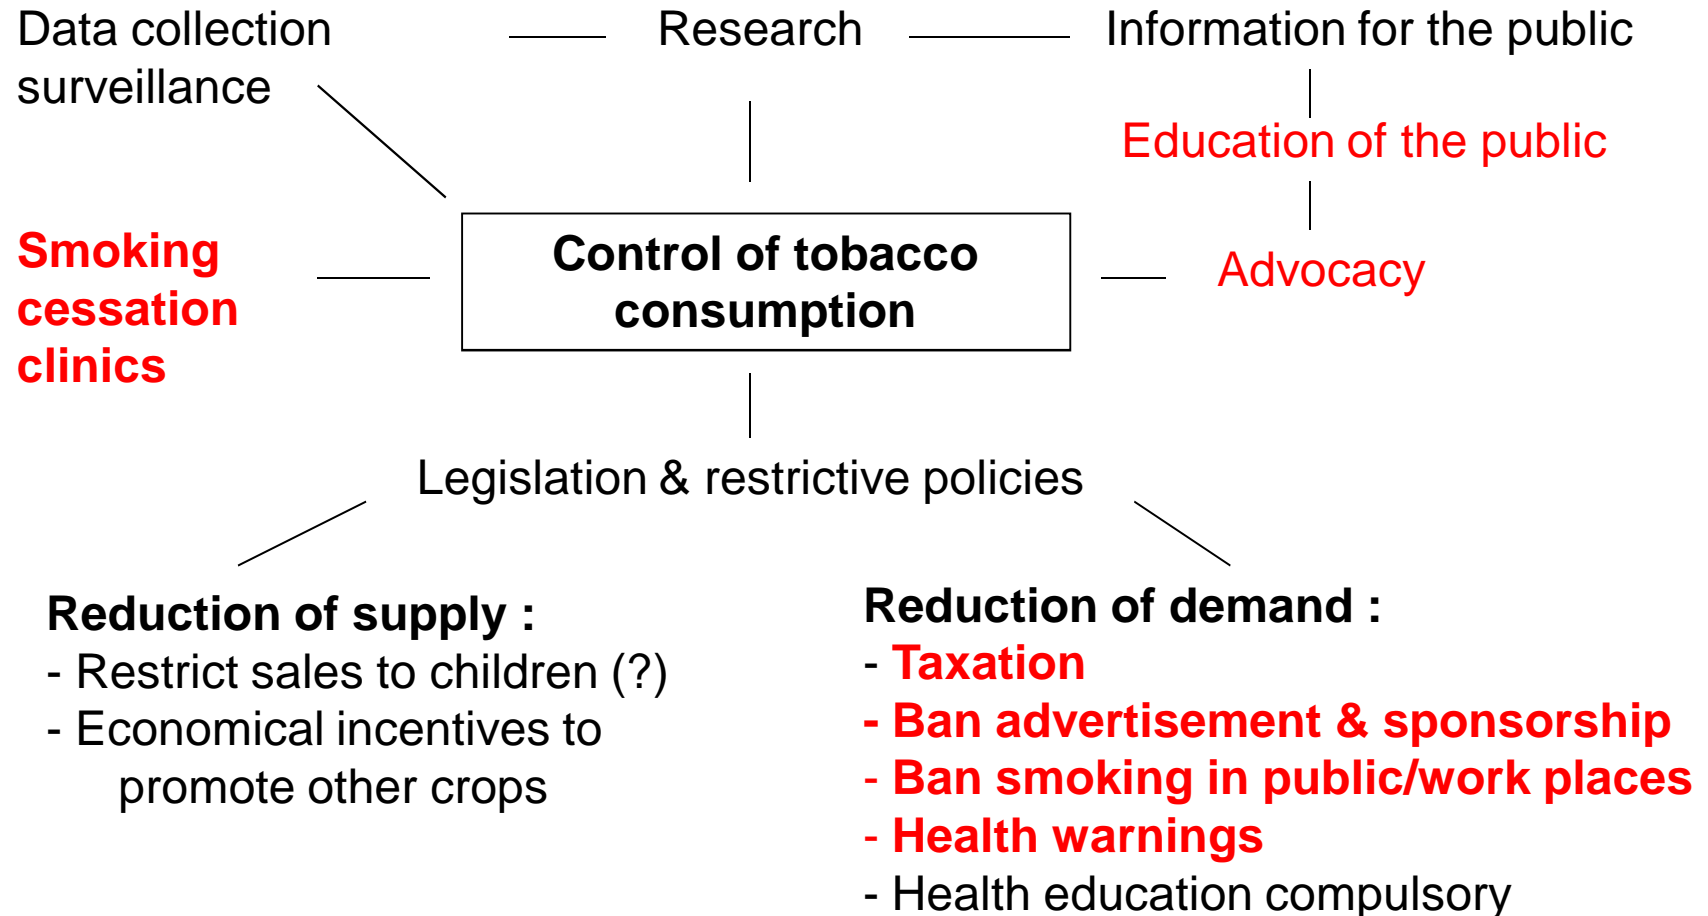 Data collection
surveillance
Research
Information for the public
Education of the public
Smoking
cessation
clinics
Control of tobacco
consumption
Advocacy
Legislation & restrictive policies
Reduction of supply :
- Restrict sales to children (?)
- Economical incentives to
promote other crops
Reduction of demand :
- Taxation
- Ban advertisement & sponsorship
- Ban smoking in public/work places
- Health warnings
- Health education compulsory